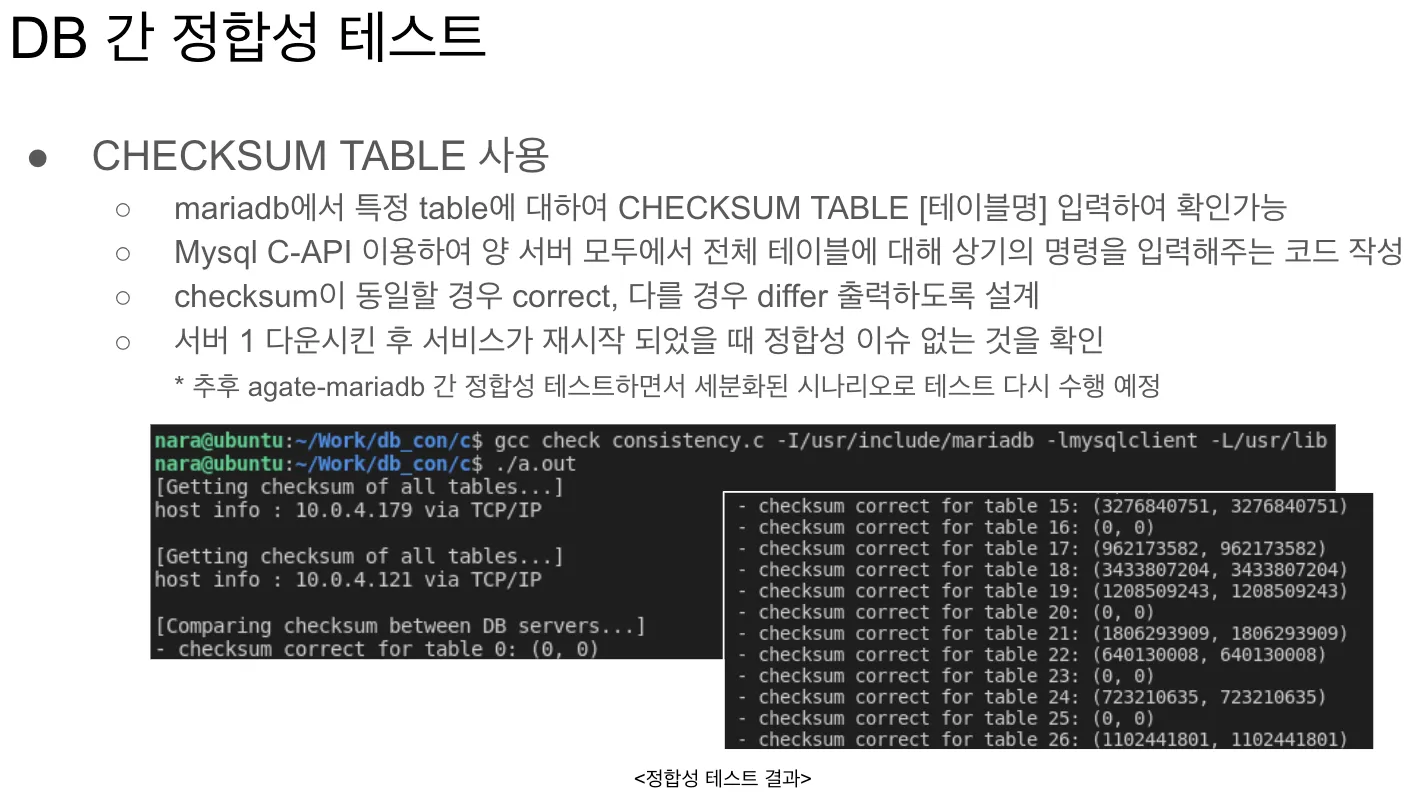 DB 간 정합성 테스트
● CHECKSUM TABLE 사용
○ mariadb에서 특정 table에 대하여 CHECKSUM TABLE [테이블명] 입력하여 확인가능
○ Mysql C-API 이용하여 양 서버 모두에서 전체 테이블에 대해 상기의 명령을 입력해주는 코드 작성
○ checksum이 동일할 경우 correct, 다를 경우 differ 출력하도록 설계
○ 서버 1 다운시킨 후 서비스가 재시작 되었을 때 정합성 이슈 없는 것을 확인
* 추후 agate-mariadb 간 정합성 테스트하면서 세분화된 시나리오로 테스트 다시 수행 예정
nara@ubuntu:~/Work/db_con/c$ gcc check consistency.c -I/usr/include/mariadb -lmysqlclient -L/usr/lib
nara@ubuntu:~/Work/db_con/c$ ./a.out
[Getting checksum of all tables...]
host info : 10.0.4.179 via TCP/IP
[Getting checksum of all tables...]
host info : 10.0.4.121 via TCP/IP
[Comparing checksum between DB servers...]
- checksum correct for table 0: (0, 0)
- checksum correct for table 15: (3276840751, 3276840751)
- checksum correct for table 16: (0, 0)
- checksum correct for table 17: (962173582, 962173582)
- checksum correct for table 18: (3433807204, 3433807204)
- checksum correct for table 19: (1208509243, 1208509243)
- checksum correct for table 20: (0, 0)
- checksum correct for table 21: (1806293909, 1806293909)
- checksum correct for table 22: (640130008, 640130008)
- checksum correct for table 23: (0, 0)
- checksum correct for table 24: (723210635, 723210635)
- checksum correct for table 25: (0, 0)
- checksum correct for table 26: (1102441801, 1102441801)
<정합성 테스트 결과>